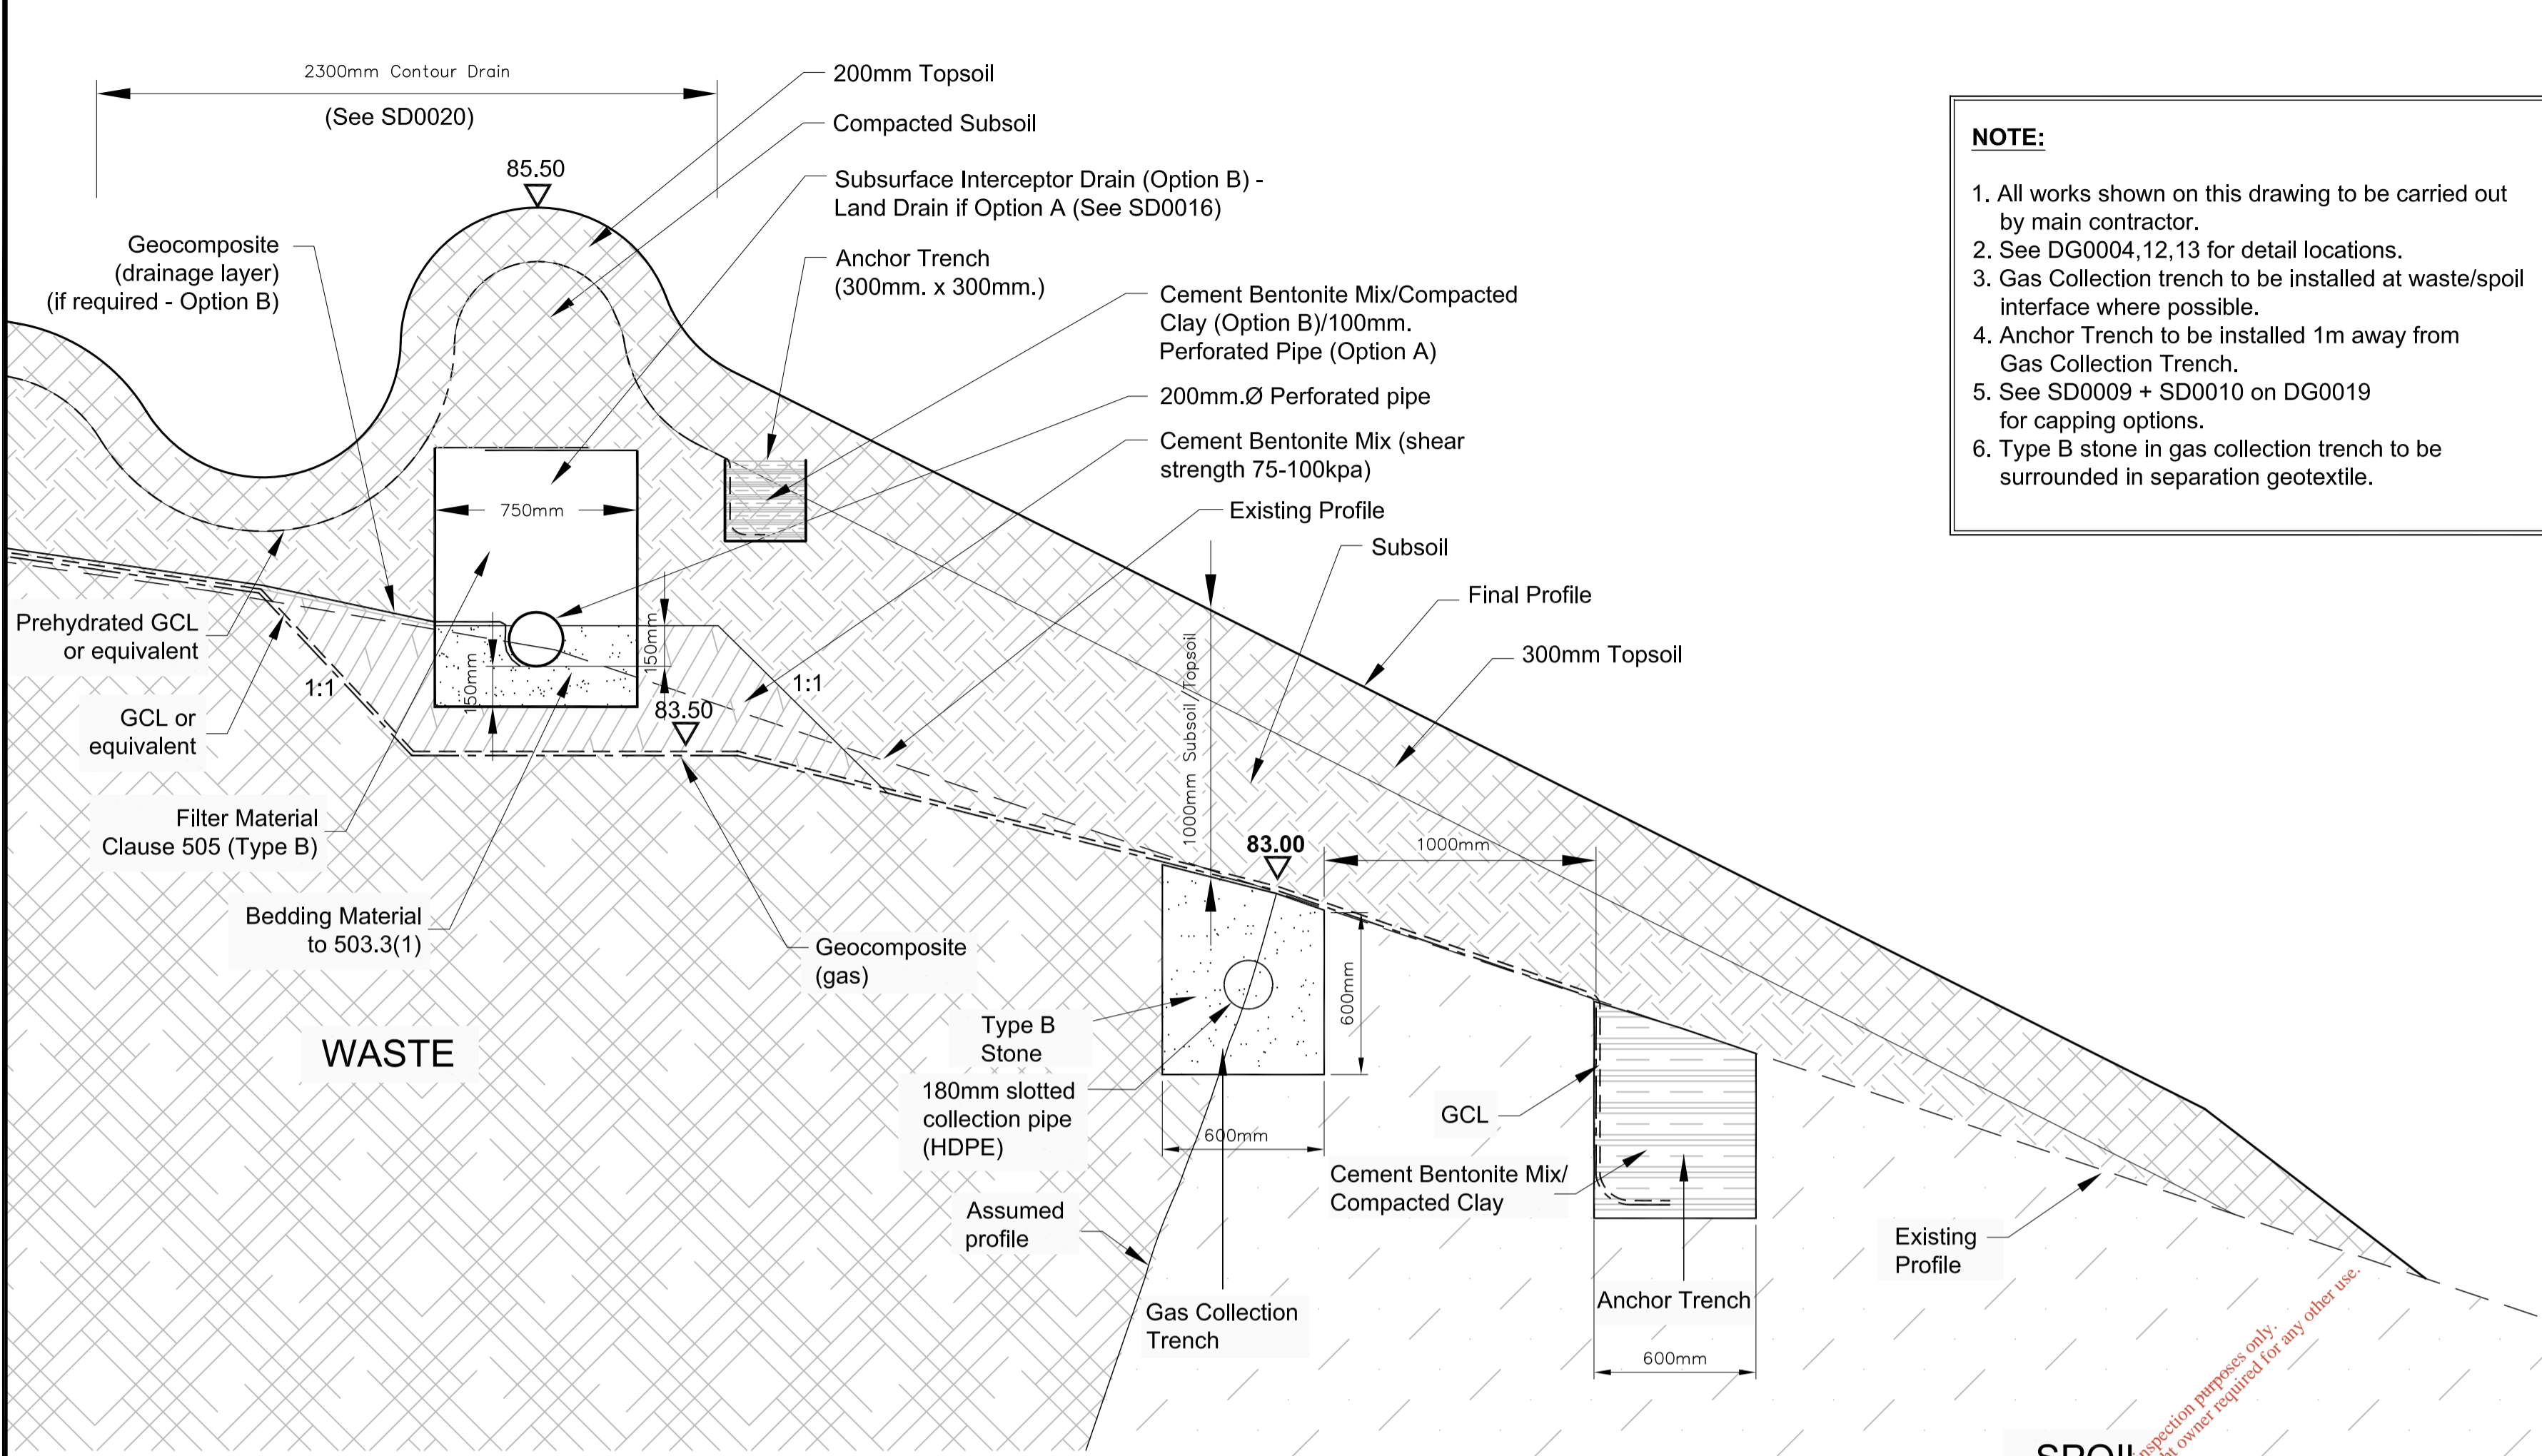 2300mm Contour Drain
(See SD0020)
85.50
200mm Topsoil
Compacted Subsoil
Subsurface Interceptor Drain (Option B) -
Land Drain if Option A (See SD0016)
Anchor Trench
(300mm. x 300mm.)
Cement Bentonite Mix/Compacted
Clay (Option B)/100mm.
Perforated Pipe (Option A)
200mm.Ø Perforated pipe
Cement Bentonite Mix (shear
strength 75-100kpa)
Existing Profile
Subsoil
Final Profile
300mm Topsoil
NOTE:
1. All works shown on this drawing to be carried out
by main contractor.
2. See DG0004,12,13 for detail locations.
3. Gas Collection trench to be installed at waste/spoil
interface where possible.
4. Anchor Trench to be installed 1m away from
Gas Collection Trench.
5. See SD0009 + SD0010 on DG0019
for capping options.
6. Type B stone in gas collection trench to be
surrounded in separation geotextile.
Geocomposite
(drainage layer)
(if required - Option B)
750mm
Prehydrated GCL
or equivalent
150mm
150mm
1:1
1:1
83.50
GCL or
equivalent
Filter Material
Clause 505 (Type B)
Bedding Material
to 503.3(1)
1000mm Subsoil/Topsoil
83.00
1000mm
Geocomposite
(gas)
600mm
WASTE
Type B
Stone
180mm slotted
collection pipe
(HDPE)
600mm
GCL
Cement Bentonite Mix/
Compacted Clay
Assumed
profile
Existing
Profile
Gas Collection
Trench
Anchor Trench
600mm
SPOIL
inspection purposes only.
owner required for any other use.